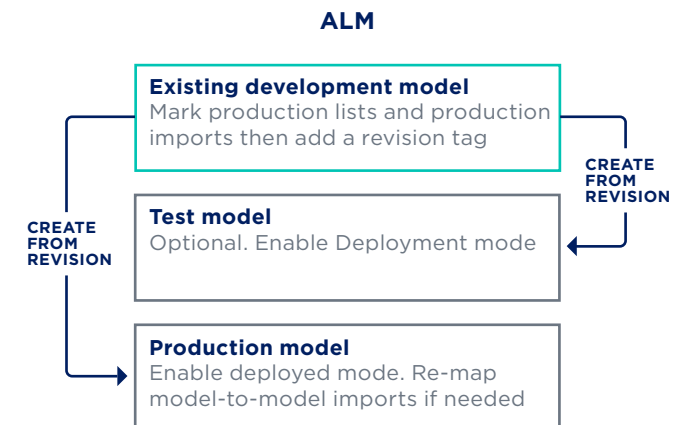 ALM
Existing development model
Mark production lists and production
imports then add a revision tag
CREATE
FROM
REVISION
Test model
Optional. Enable Deployment mode
CREATE
FROM
REVISION
Production model
Enable deployed mode. Re-map
model-to-model imports if needed